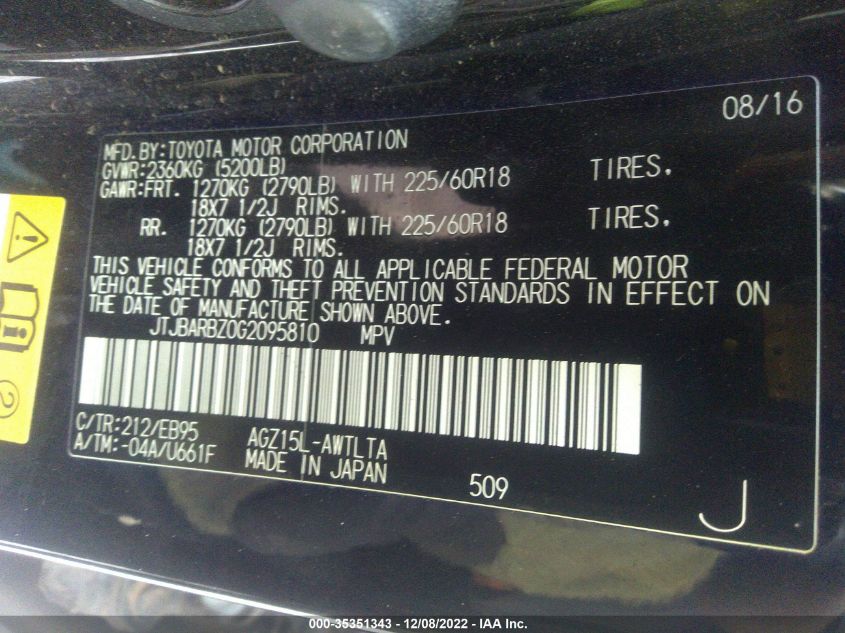 08/16
MFD.BY:TOYOTA MOTOR CORPORATION
GVWR:2360KG (5200LB)
GAWR:FRT. 1270KG (2790LB) WITH 225/60R18 TIRES,
18X7 1/2J RIMS.
RR. 1270KG (2790LB) WITH 225/60R18 TIRES,
18X7 1/2J RIMS.
THIS VEHICLE CONFORMS TO ALL APPLICABLE FEDERAL MOTOR
VEHICLE SAFETY AND THEFT PREVENTION STANDARDS IN EFFECT ON
THE DATE OF MANUFACTURE SHOWN ABOVE.
JTJBARBZ0G2095810 MPV
C/TR:212/EB95 AGZ15L-AWTLTA
A/TM:-04A/U661F MADE IN JAPAN
509
J
2
000 - 35351343 - 12/08/2022 - IAA Inc.